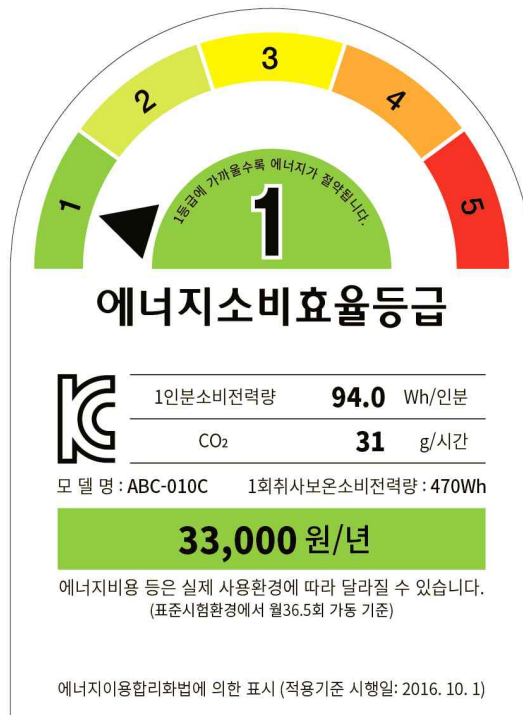 1
2
3
4
5
1등급에 가까울수록 에너지가 절약됩니다.
1
에너지소비효율등급
1인분소비전력량 94.0 Wh/인분
CO₂ 31 g/시간
모 델 명 : ABC-010C 1회취사보온소비전력량 : 470Wh
33,000 원/년
에너지비용 등은 실제 사용환경에 따라 달라질 수 있습니다.
(표준시험환경에서 월36.5회 가동 기준)
에너지이용합리화법에 의한 표시 (적용기준 시행일: 2016. 10. 1)